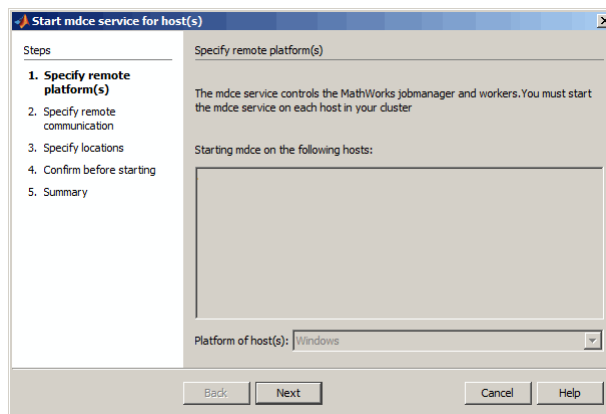 Start mdce service for host(s)
Steps
1. Specify remote
platform(s)
2. Specify remote
communication
3. Specify locations
4. Confirm before starting
5. Summary
Specify remote platform(s)
The mdce service controls the MathWorks jobmanager and workers.You must start
the mdce service on each host in your cluster
Starting mdce on the following hosts:
Platform of host(s): Windows
Back Next Cancel Help